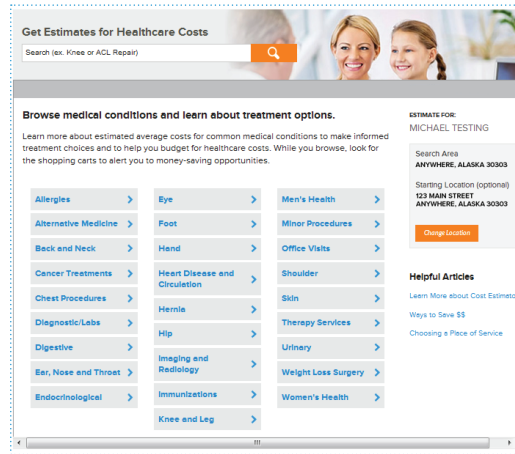 Get Estimates for Healthcare Costs
Search (ex. Knee or ACL Repair)
Browse medical conditions and learn about treatment options.
Learn more about estimated average costs for common medical conditions to make informed
treatment choices and to help you budget for healthcare costs. While you browse, look for
the shopping carts to alert you to money-saving opportunities.
Allergies
Alternative Medicine
Back and Neck
Cancer Treatments
Chest Procedures
Diagnostic/Labs
Digestive
Ear, Nose and Throat
Endocrinological
Eye
Foot
Hand
Heart Disease and
Circulation
Hernia
Hip
Imaging and
Radiology
Immunizations
Knee and Leg
Men's Health
Minor Procedures
Office Visits
Shoulder
Skin
Therapy Services
Urinary
Weight Loss Surgery
Women's Health
ESTIMATE FOR:
MICHAEL TESTING
Search Area
ANYWHERE, ALASKA 30303
Starting Location (optional)
123 MAIN STREET
ANYWHERE, ALASKA 30303
Change Location
Helpful Articles
Learn More about Cost Estimato
Ways to Save $$
Choosing a Place of Service